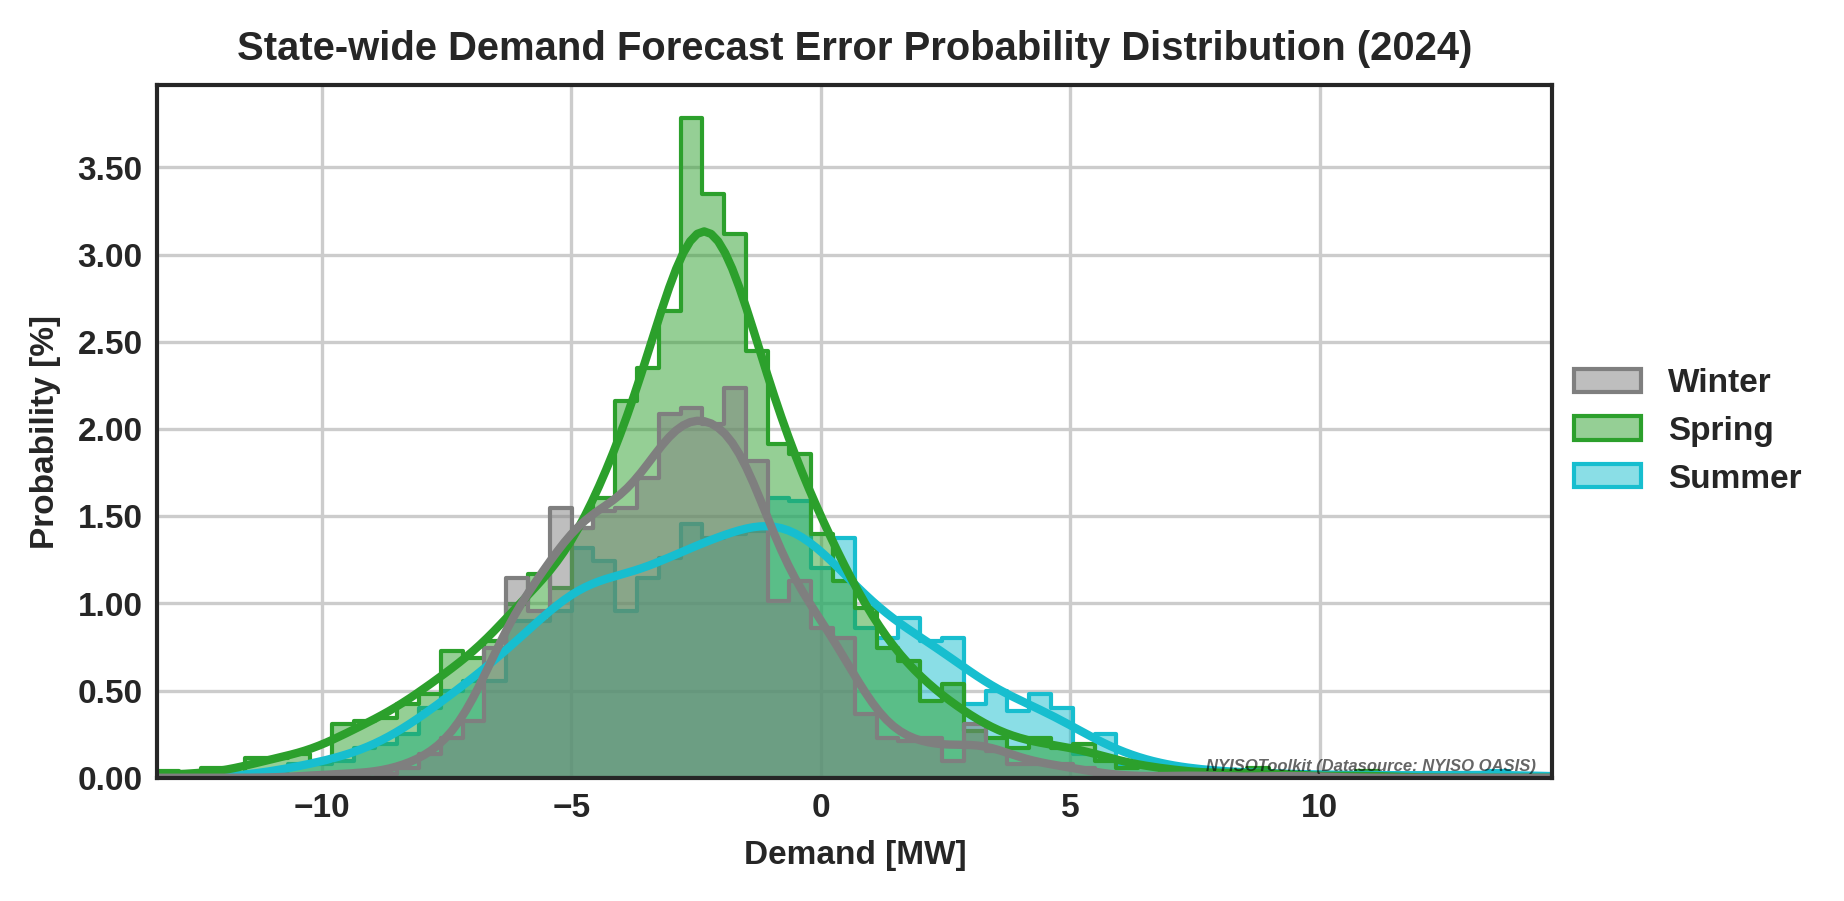 State-wide Demand Forecast Error Probability Distribution (2024)
Probability [%]
3.50
3.00
2.50
2.00
1.50
1.00
0.50
0.00
−10
−5
0
5
10
Demand [MW]
Winter
Spring
Summer
NYISOToolkit (Datasource: NYISO OASIS)